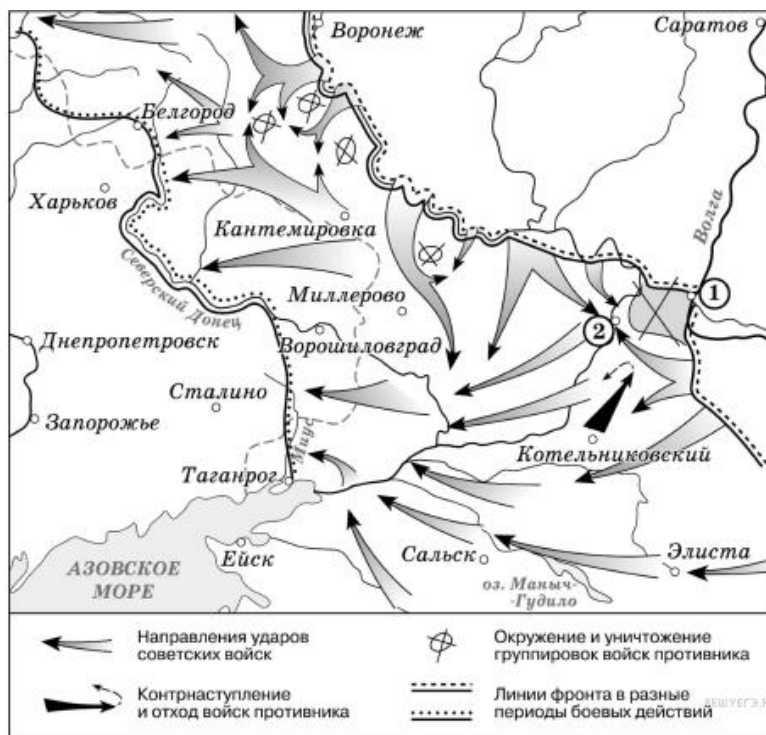 Воронеж
Саратов
Белгород
Волга
Харьков
Кантемировка
Северский Донец
Миллерово
1
2
Днепропетровск
Ворошиловград
Сталино
Запорожье
Миус
Котельниковский
Таганрог
Ейск
Сальск
Элиста
АЗОВСКОЕ
МОРЕ
оз. Маныч-
-Гудило
Направления ударов
советских войск
Окружение и уничтожение
группировок войск противника
Контрнаступление
и отход войск противника
Линии фронта в разные
периоды боевых действий